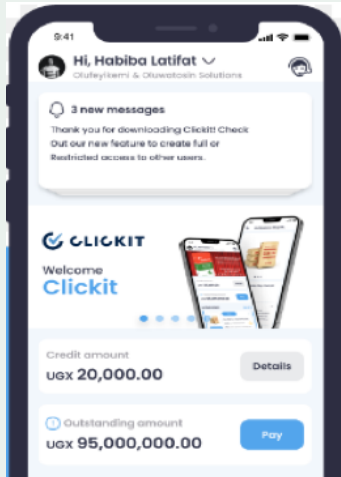 9:41
Hi, Habiba Latifat
Olufeyikemi & Oluwatosin Solutions
3 new messages
Thank you for downloading Clickit! Check
Out our new feature to create full or
Restricted access to other users.
CLICKIT
Welcome
Clickit
Credit amount
UGX 20,000.00
Details
Outstanding amount
UGX 95,000,000.00
Pay